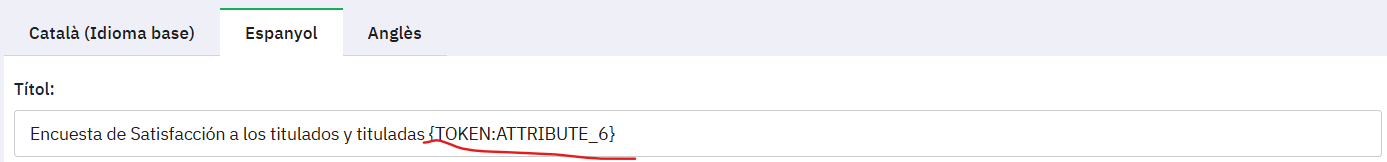 Català (Idioma base) Espanyol Anglès
Títol:
Encuesta de Satisfacción a los titulados y tituladas {TOKEN:ATTRIBUTE_6}